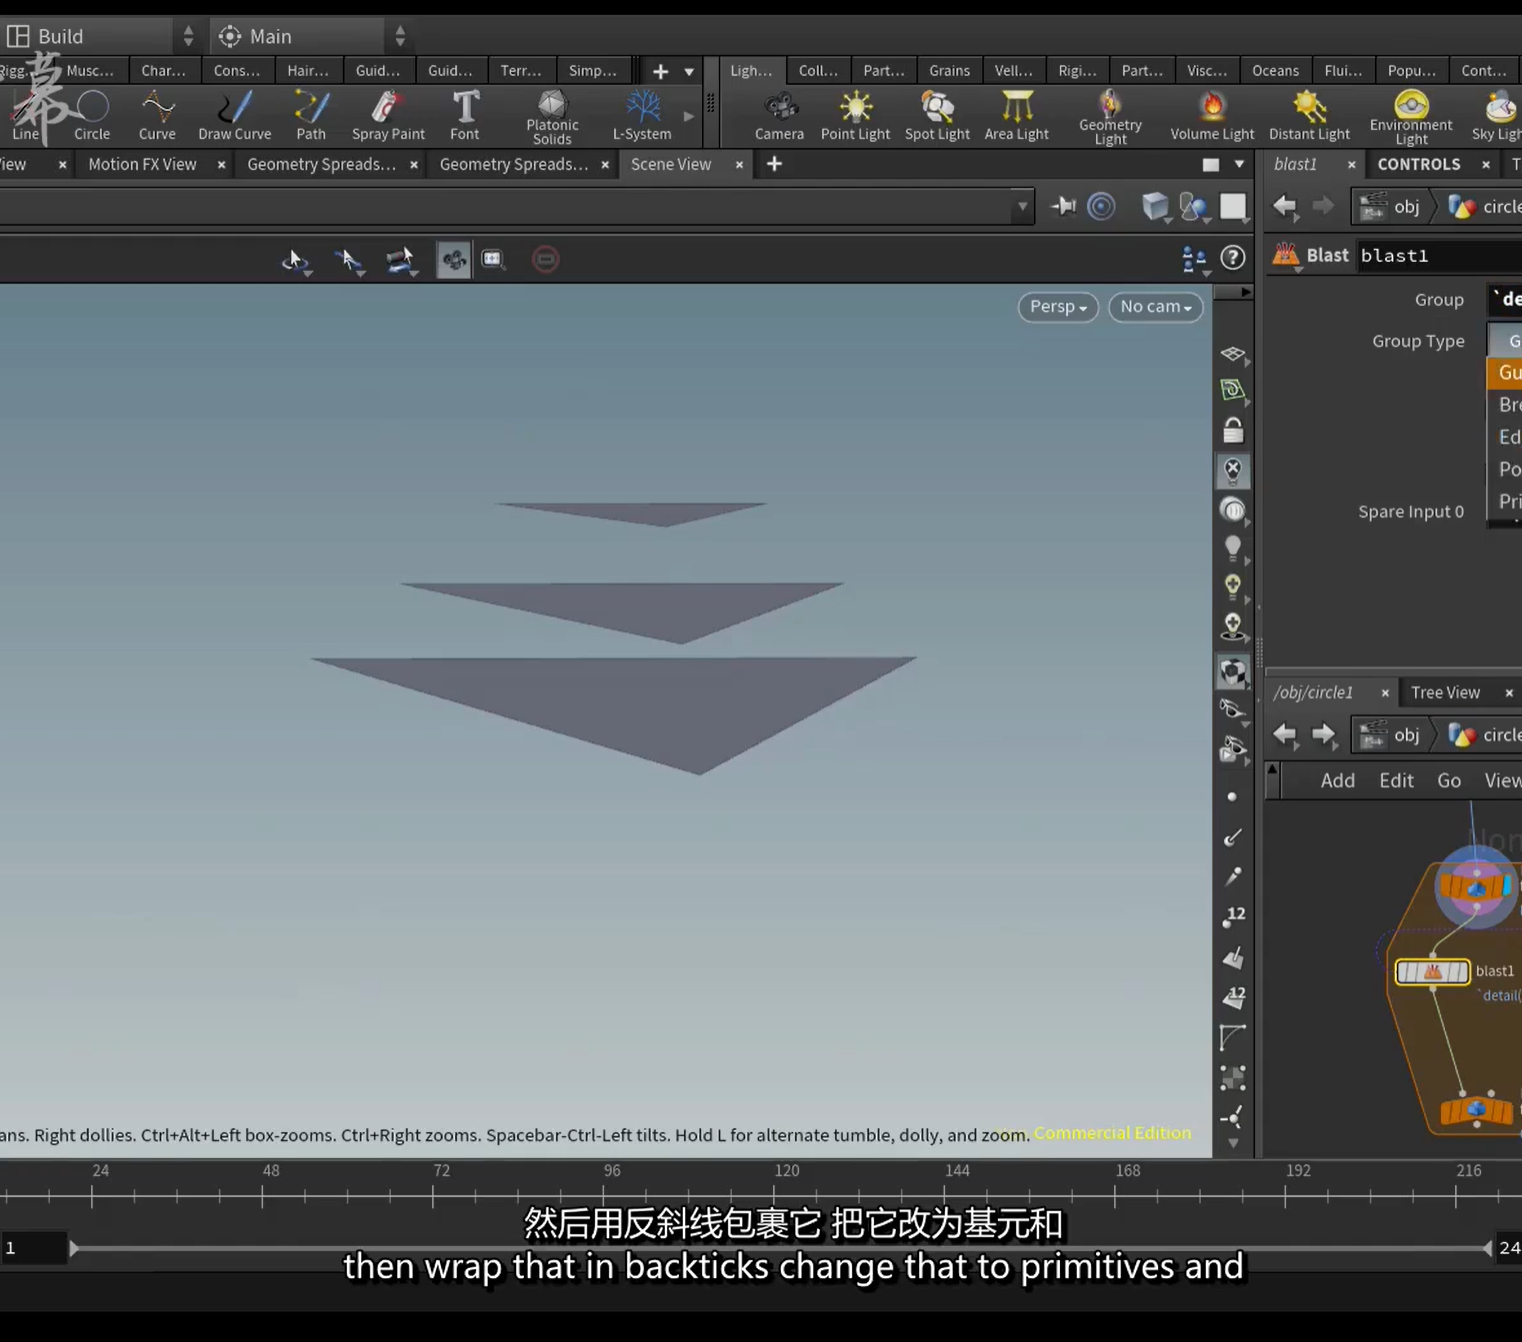 Build
Main
Rigg...
Musc...
Char...
Cons...
Hair...
Guid...
Guid...
Terr...
Simp...
Ligh...
Coll...
Part...
Grains
Vell...
Rigi...
Part...
Visc...
Oceans
Flui...
Popu...
Cont...
幕
Line
Circle
Curve
Draw Curve
Path
Spray Paint
Font
Platonic
Solids
L-System
Camera
Point Light
Spot Light
Area Light
Geometry
Light
Volume Light
Distant Light
Environment
Light
Sky Ligh
iew
Motion FX View
Geometry Spreads...
Geometry Spreads...
Scene View
blast1
CONTROLS
T
obj
circle
Blast
blast1
Group
`de
Group Type
G
Gu
Bre
Ed
Po
Pri
Spare Input 0
Persp
No cam
12
12
/obj/circle1
Tree View
obj
circle
Add
Edit
Go
View
Non
blast1
`detail(
ans. Right dollies. Ctrl+Alt+Left box-zooms. Ctrl+Right zooms. Spacebar-Ctrl-Left tilts. Hold L for alternate tumble, dolly, and zoom.
Commercial Edition
24
48
72
96
120
144
168
192
216
1
24
然后用反斜线包裹它 把它改为基元和
then wrap that in backticks change that to primitives and